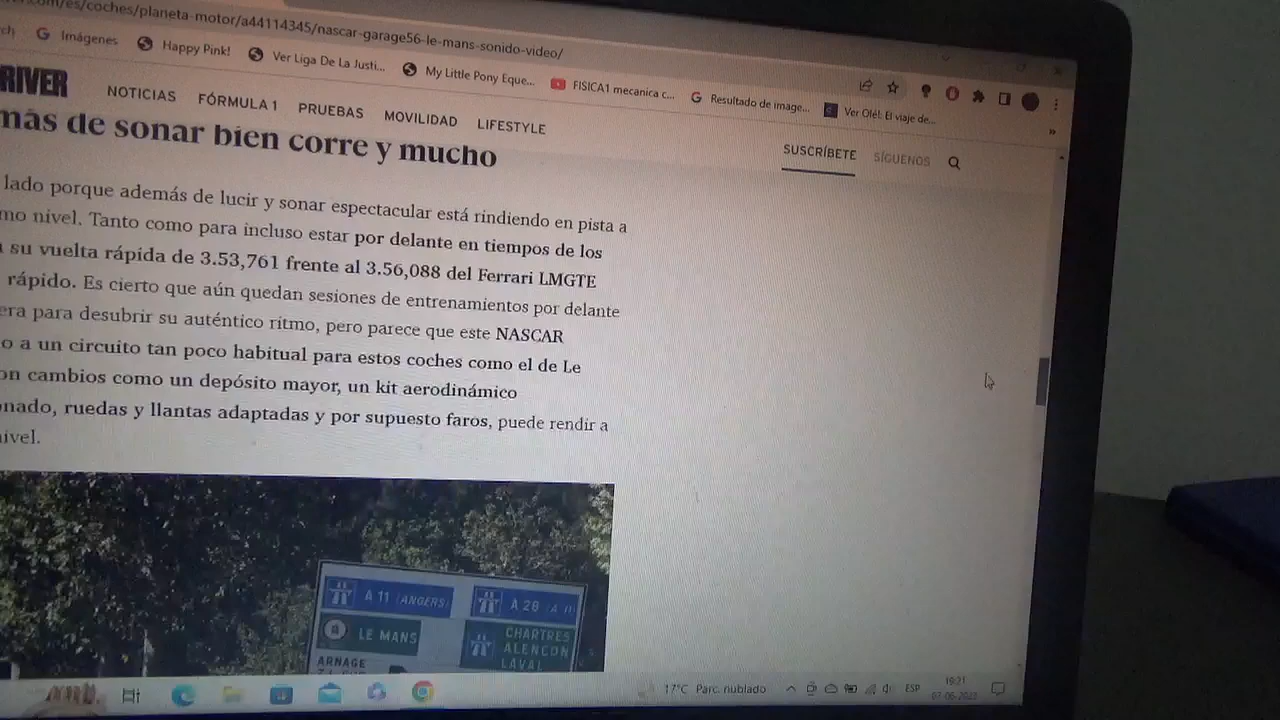 .com/es/coches/planeta-motor/a44114345/nascar-garage56-le-mans-sonido-video/
ch Imágenes Happy Pink! Ver Liga De La Justi... My Little Pony Eque... FISICA1 mecanica c... Resultado de image... Ver Olé!: El viaje de... »
RIVER NOTICIAS FÓRMULA 1 PRUEBAS MOVILIDAD LIFESTYLE SUSCRÍBETE SÍGUENOS
más de sonar bien corre y mucho
lado porque además de lucir y sonar espectacular está rindiendo en pista a
mo nivel. Tanto como para incluso estar por delante en tiempos de los
su vuelta rápida de 3.53,761 frente al 3.56,088 del Ferrari LMGTE
rápido. Es cierto que aún quedan sesiones de entrenamientos por delante
era para desubrir su auténtico ritmo, pero parece que este NASCAR
o a un circuito tan poco habitual para estos coches como el de Le
on cambios como un depósito mayor, un kit aerodinámico
nado, ruedas y llantas adaptadas y por supuesto faros, puede rendir a
nivel.
A 11 (ANGERS) A 28 (A 11)
LE MANS CHARTRES
ALENCON
ARNAGE LAVAL
17°C Parc. nublado ESP 19:21
07-06-2023